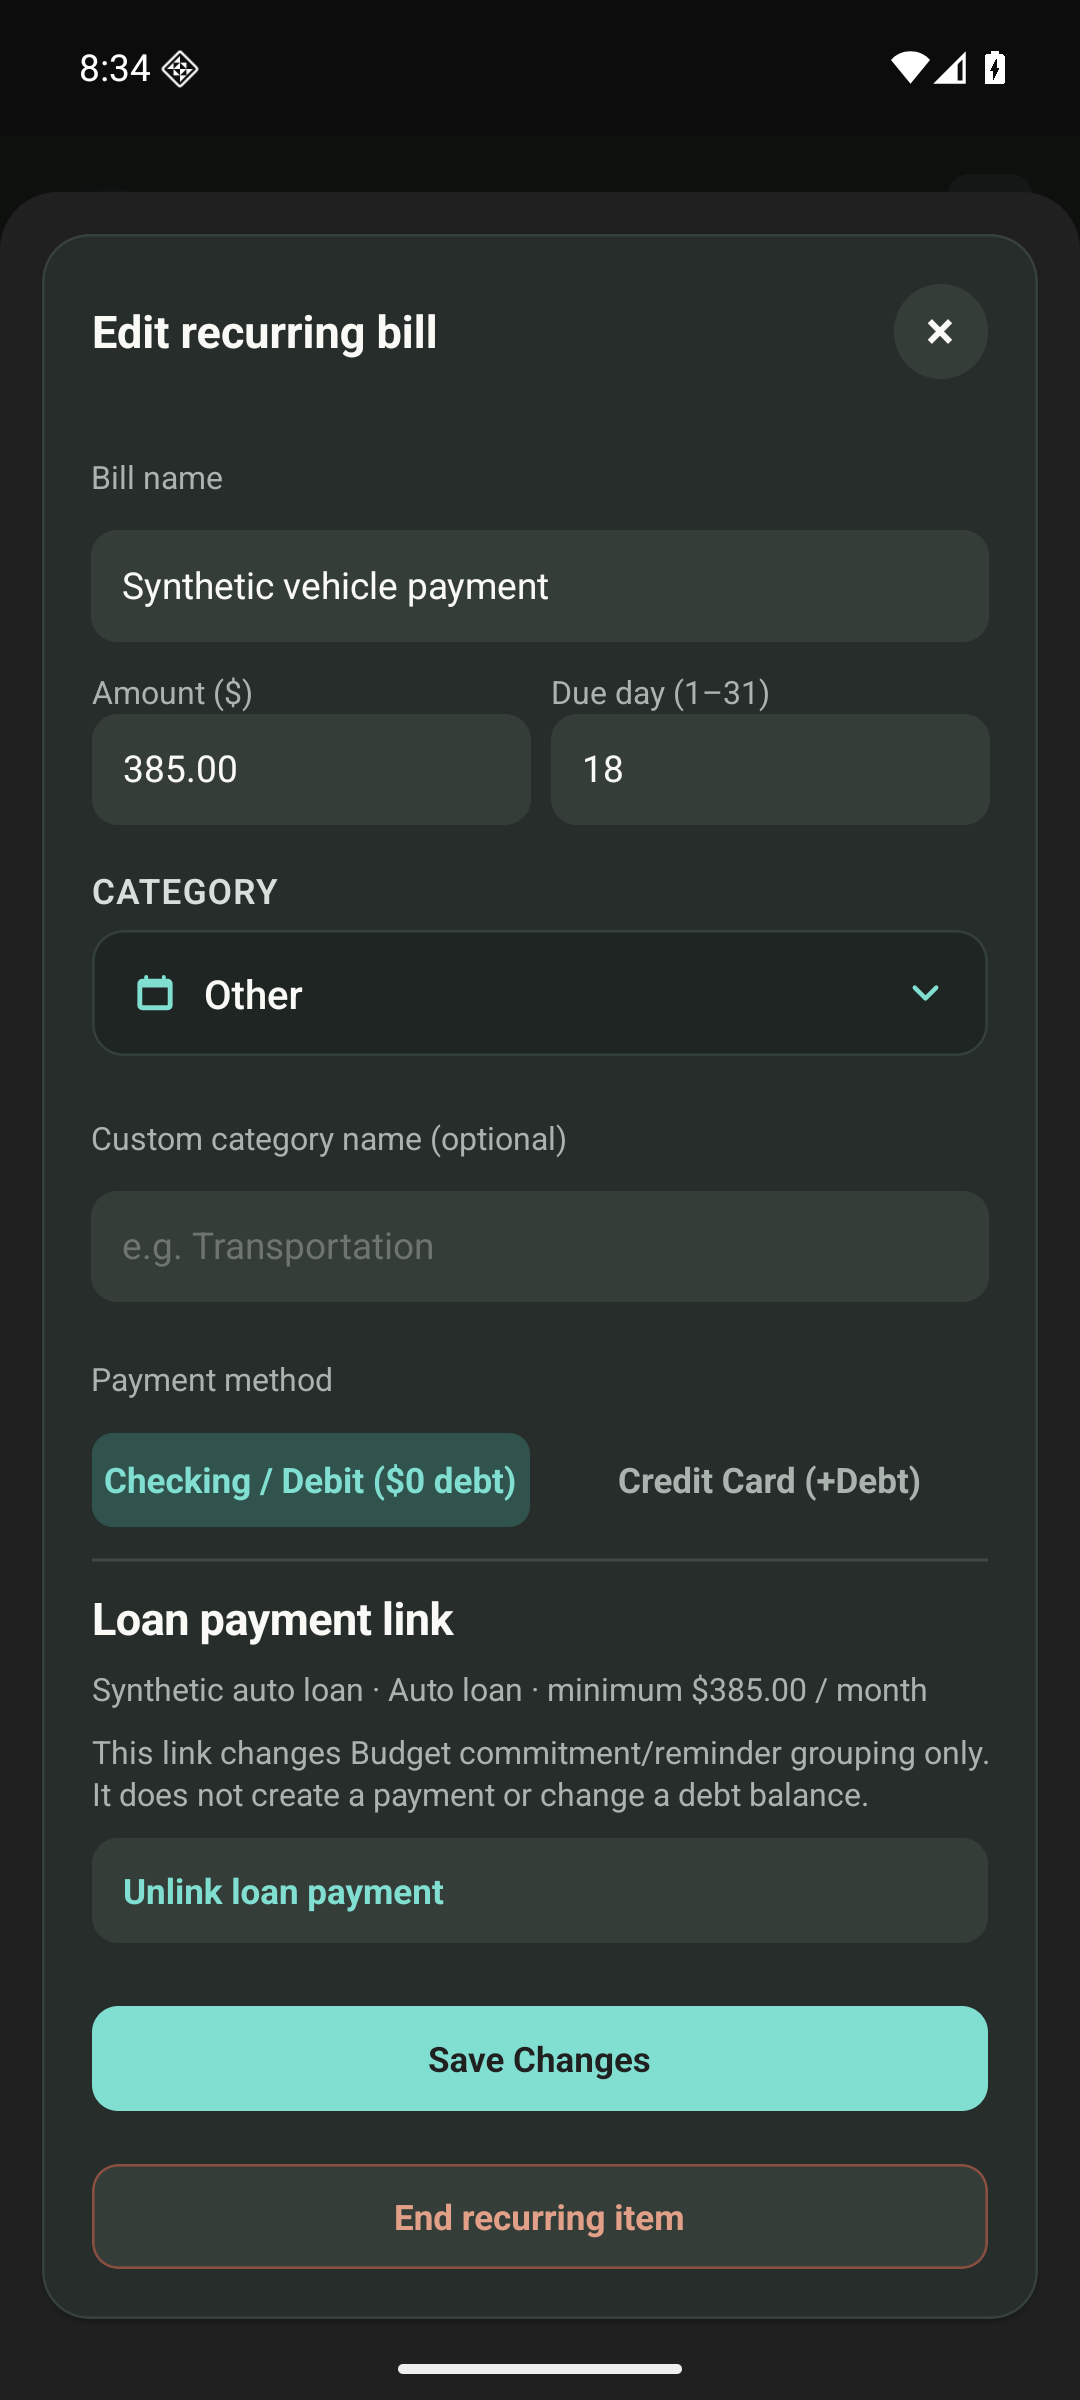 8:34
Edit recurring bill
Bill name
Synthetic vehicle payment
Amount ($)
Due day (1–31)
385.00
18
CATEGORY
Other
Custom category name (optional)
e.g. Transportation
Payment method
Checking / Debit ($0 debt)
Credit Card (+Debt)
Loan payment link
Synthetic auto loan · Auto loan · minimum $385.00 / month
This link changes Budget commitment/reminder grouping only.
It does not create a payment or change a debt balance.
Unlink loan payment
Save Changes
End recurring item